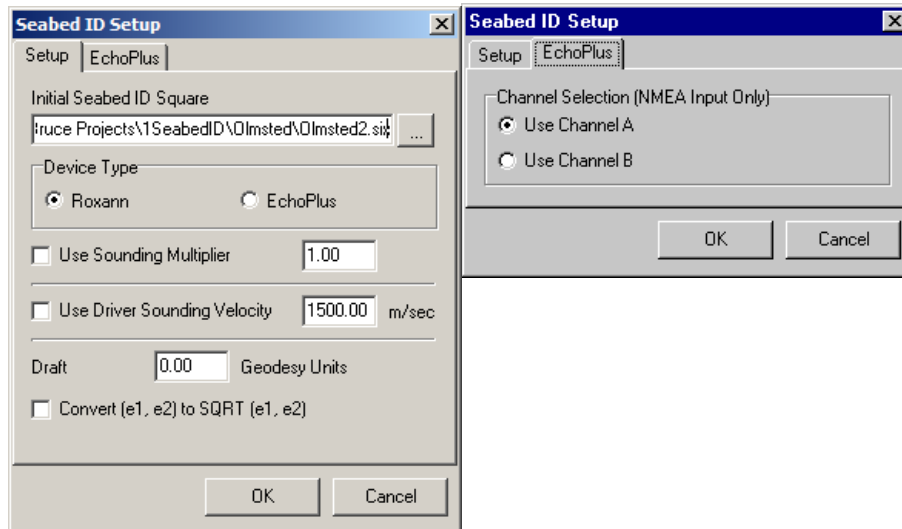 Seabed ID Setup
Setup EchoPlus
Initial Seabed ID Square
ruce Projects\1SeabedID\Olmsted\Olmsted2.si
...
Device Type
Roxann EchoPlus
Use Sounding Multiplier 1.00
Use Driver Sounding Velocity 1500.00 m/sec
Draft 0.00 Geodesy Units
Convert (e1, e2) to SQRT (e1, e2)
OK Cancel
Seabed ID Setup
Setup EchoPlus
Channel Selection (NMEA Input Only)
Use Channel A
Use Channel B
OK Cancel